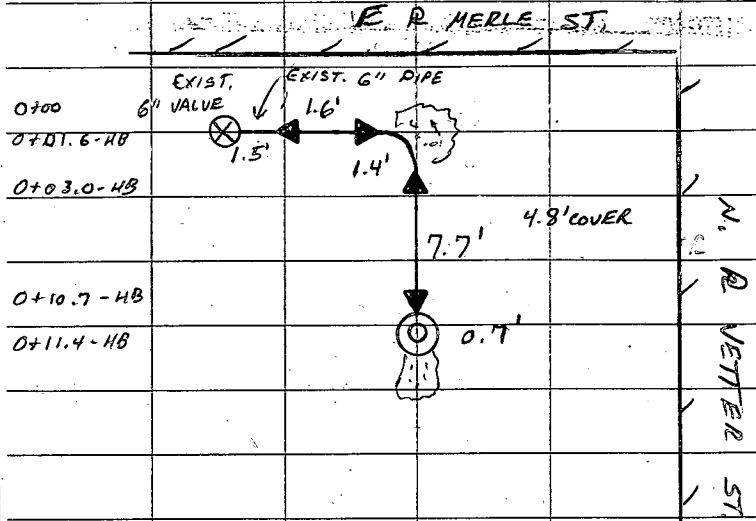 E ℞ MERLE ST.
EXIST. 6" VALVE
EXIST. 6" PIPE
0+00
1.6'
0+01.6-HB
1.5'
1.4'
0+03.0-HB
4.8' COVER
7.7'
0+10.7-HB
0+11.4-HB
0.7'
N. ℞ VETTER ST